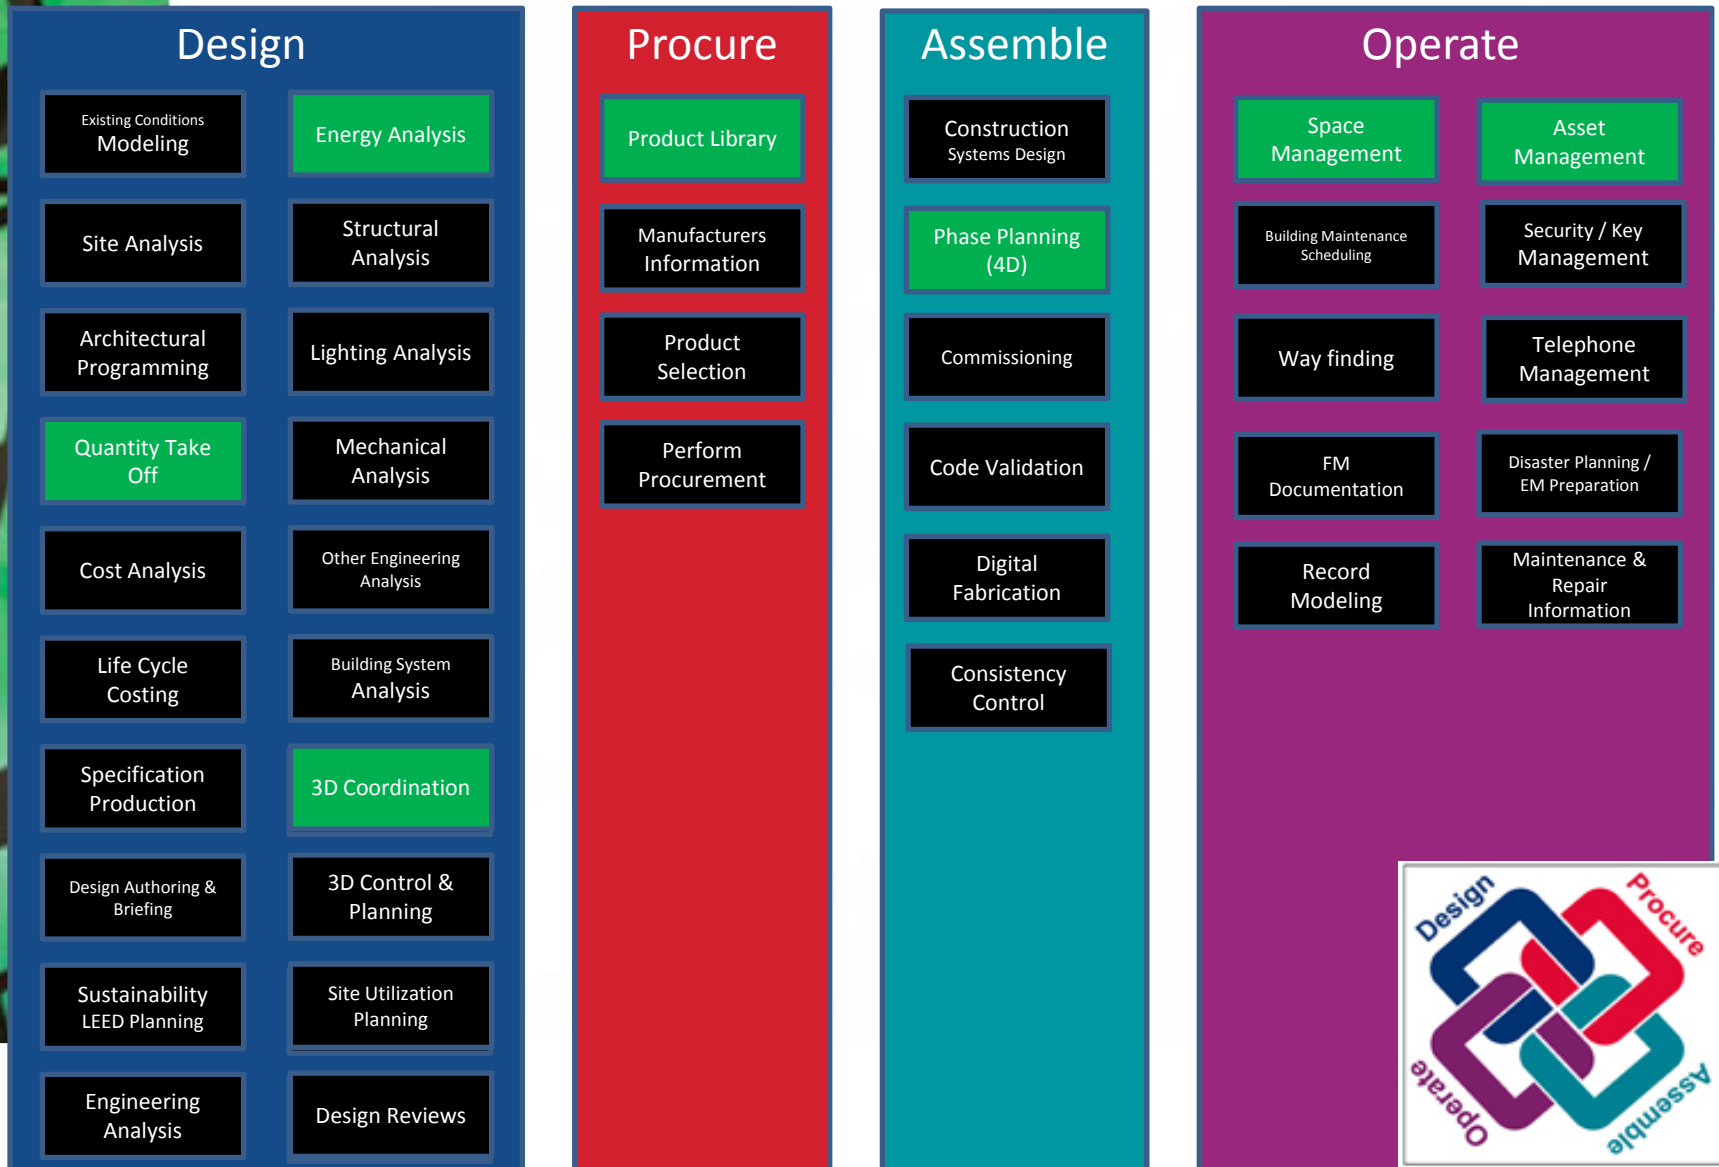 Design
Existing Conditions
Modeling
Energy Analysis
Site Analysis
Structural
Analysis
Architectural
Programming
Lighting Analysis
Quantity Take
Off
Mechanical
Analysis
Cost Analysis
Other Engineering
Analysis
Life Cycle
Costing
Building System
Analysis
Specification
Production
3D Coordination
Design Authoring &
Briefing
3D Control &
Planning
Sustainability
LEED Planning
Site Utilization
Planning
Engineering
Analysis
Design Reviews
Procure
Product Library
Manufacturers
Information
Product
Selection
Perform
Procurement
Assemble
Construction
Systems Design
Phase Planning
(4D)
Commissioning
Code Validation
Digital
Fabrication
Consistency
Control
Operate
Space
Management
Asset
Management
Building Maintenance
Scheduling
Security / Key
Management
Way finding
Telephone
Management
FM
Documentation
Disaster Planning /
EM Preparation
Record
Modeling
Maintenance &
Repair
Information
Design
Procure
Operate
Assemble